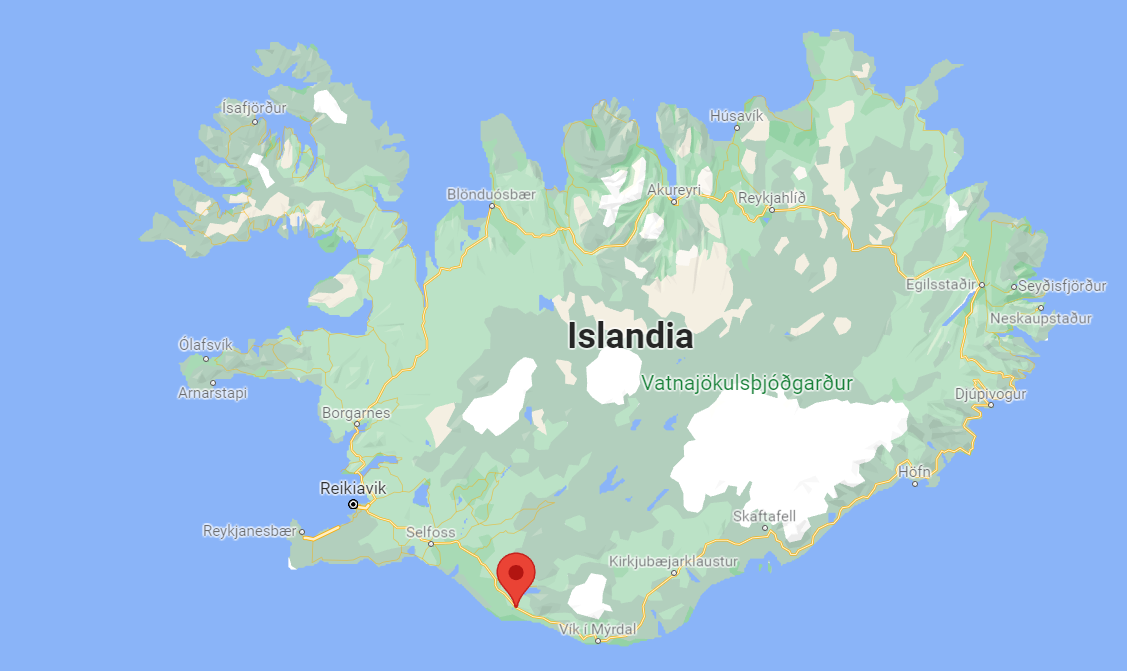 Ísafjörður
Húsavík
Blönduósbær
Akureyri
Reykjahlíð
Egilsstaðir
Seyðisfjörður
Neskaupstaður
Islandia
Ólafsvík
Vatnajökulsþjóðgarður
Arnarstapi
Djúpivogur
Borgarnes
Höfn
Reikiavik
Skaftafell
Reykjanesbær
Selfoss
Kirkjubæjarklaustur
Vík í Mýrdal